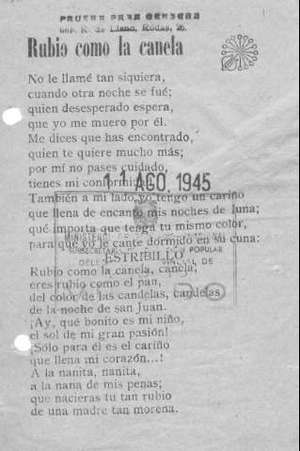 PRUEBA PARA CENSURA
Rubio como la canela
No le llamé tan siquiera,
cuando otra noche se fué;
quien desesperado espera,
que yo me muero por él.
Me dices que has encontrado,
quien te quiere mucho más;
por mí no pases cuidado,
tienes mi
11 AGO. 1945
También a mi lado yo tengo un cariño
que llena de encanto mis noches de luna;
qué importa que tenga tu mismo color,
para que yo le cante dormido en su cuna:
POPULAR
ESTRIBILLO
Rubio como la canela, canela;
eres rubio como el pan,
del color de las candelas, candelas
de la noche de san Juan.
¡Ay, qué bonito es mi niño,
el sol de mi gran pasión!
¡Sólo para él es el cariño
que llena mi corazón...!
A la nanita, nanita,
a la nana de mis penas;
que nacieras tu tan rubio
de una madre tan morena.